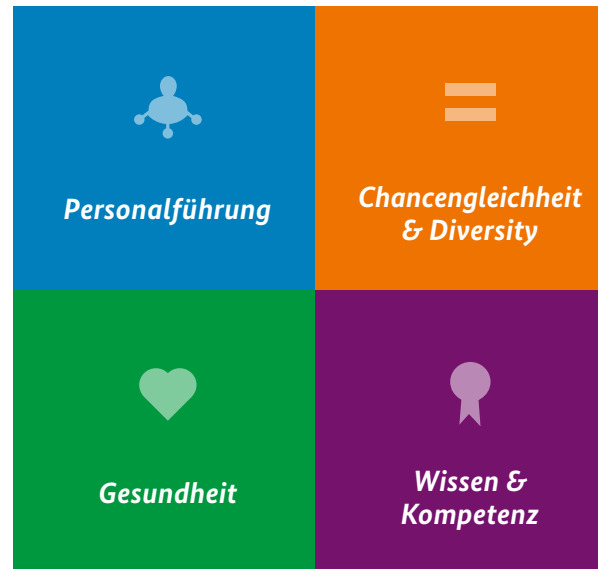 Personalführung
Chancengleichheit
& Diversity
Gesundheit
Wissen &
Kompetenz